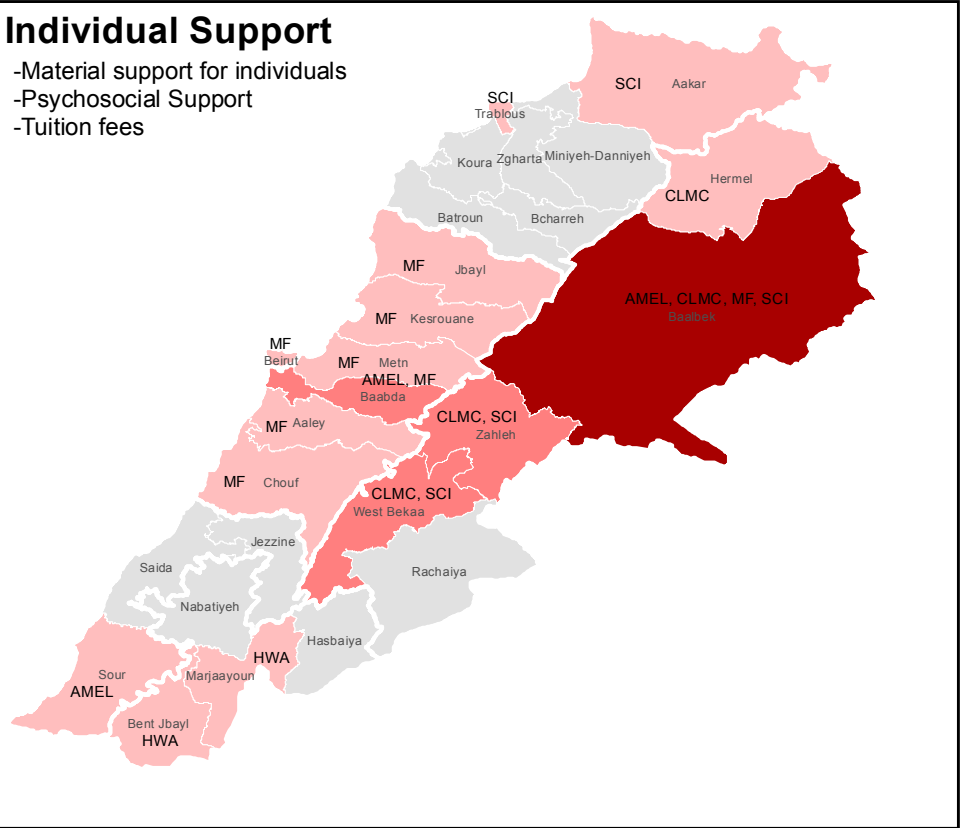 Individual Support
-Material support for individuals
-Psychosocial Support
-Tuition fees
SCI
Aakar
SCI
Trablous
Koura
Zgharta
Miniyeh-Danniyeh
Hermel
CLMC
Batroun
Bcharreh
MF
Jbayl
AMEL, CLMC, MF, SCI
Baalbek
MF
Kesrouane
MF
Beirut
MF
Metn
AMEL, MF
Baabda
MF
Aaley
CLMC, SCI
Zahleh
MF
Chouf
CLMC, SCI
West Bekaa
Jezzine
Saida
Rachaiya
Nabatiyeh
Hasbaiya
HWA
Sour
AMEL
Marjaayoun
Bent Jbayl
HWA